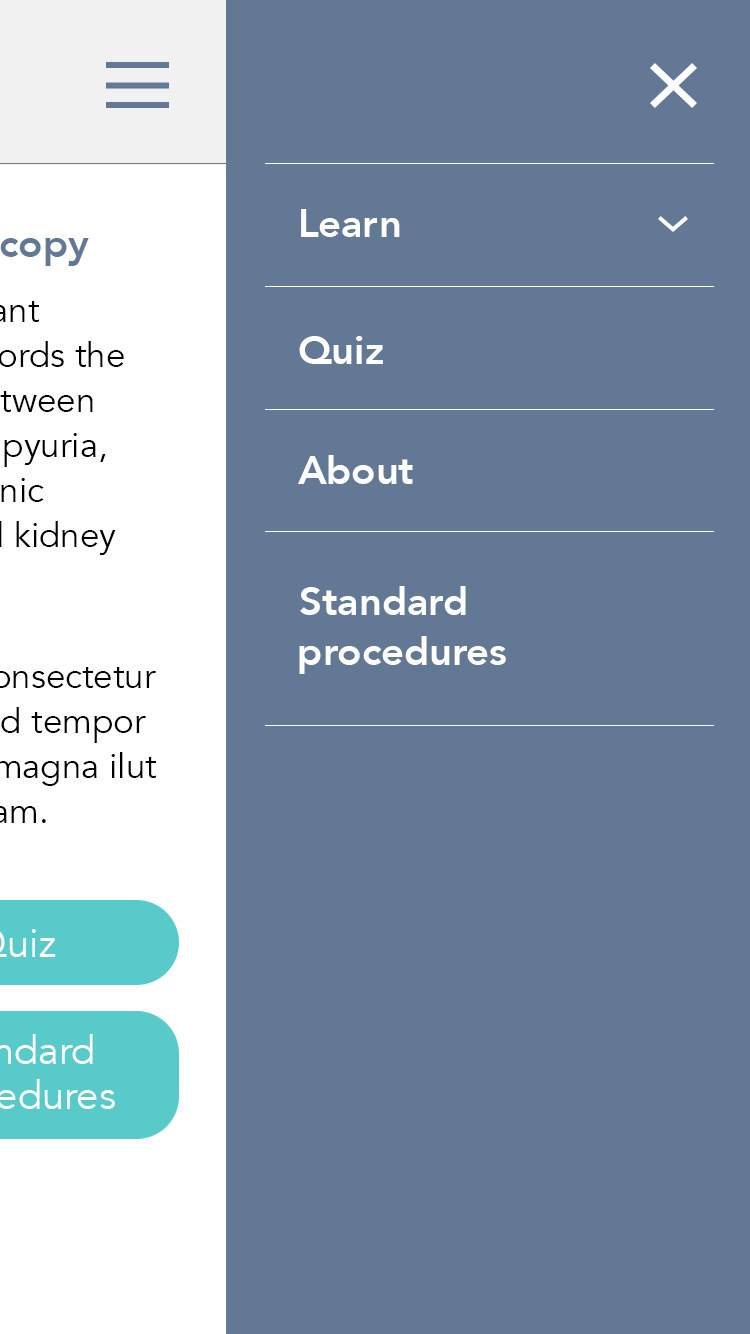 copy
ant
ords the
tween
pyuria,
nic
kidney
onsectetur
d tempor
magna ilut
am.
Quiz
ndard
edures
Learn
Quiz
About
Standard
procedures